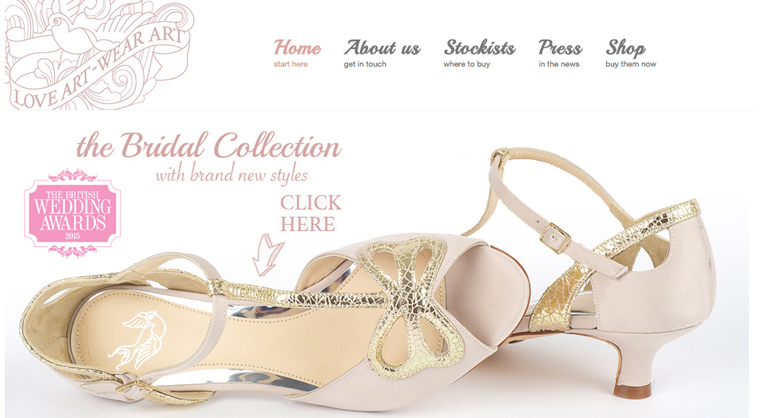 LOVE ART-WEAR ART
Home
start here
About us
get in touch
Stockists
where to buy
Press
in the news
Shop
buy them now
the Bridal Collection
with brand new styles
CLICK
HERE
THE BRITISH
WEDDING
AWARDS
2015